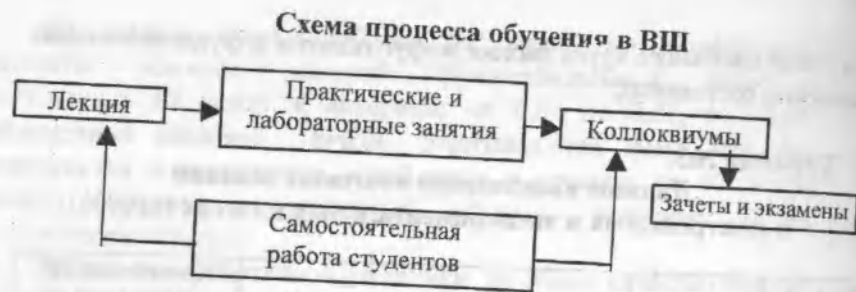 Схема процесса обучения в ВШ
Лекция
Практические и
лабораторные занятия
Коллоквиумы
Зачеты и экзамены
Самостоятельная
работа студентов